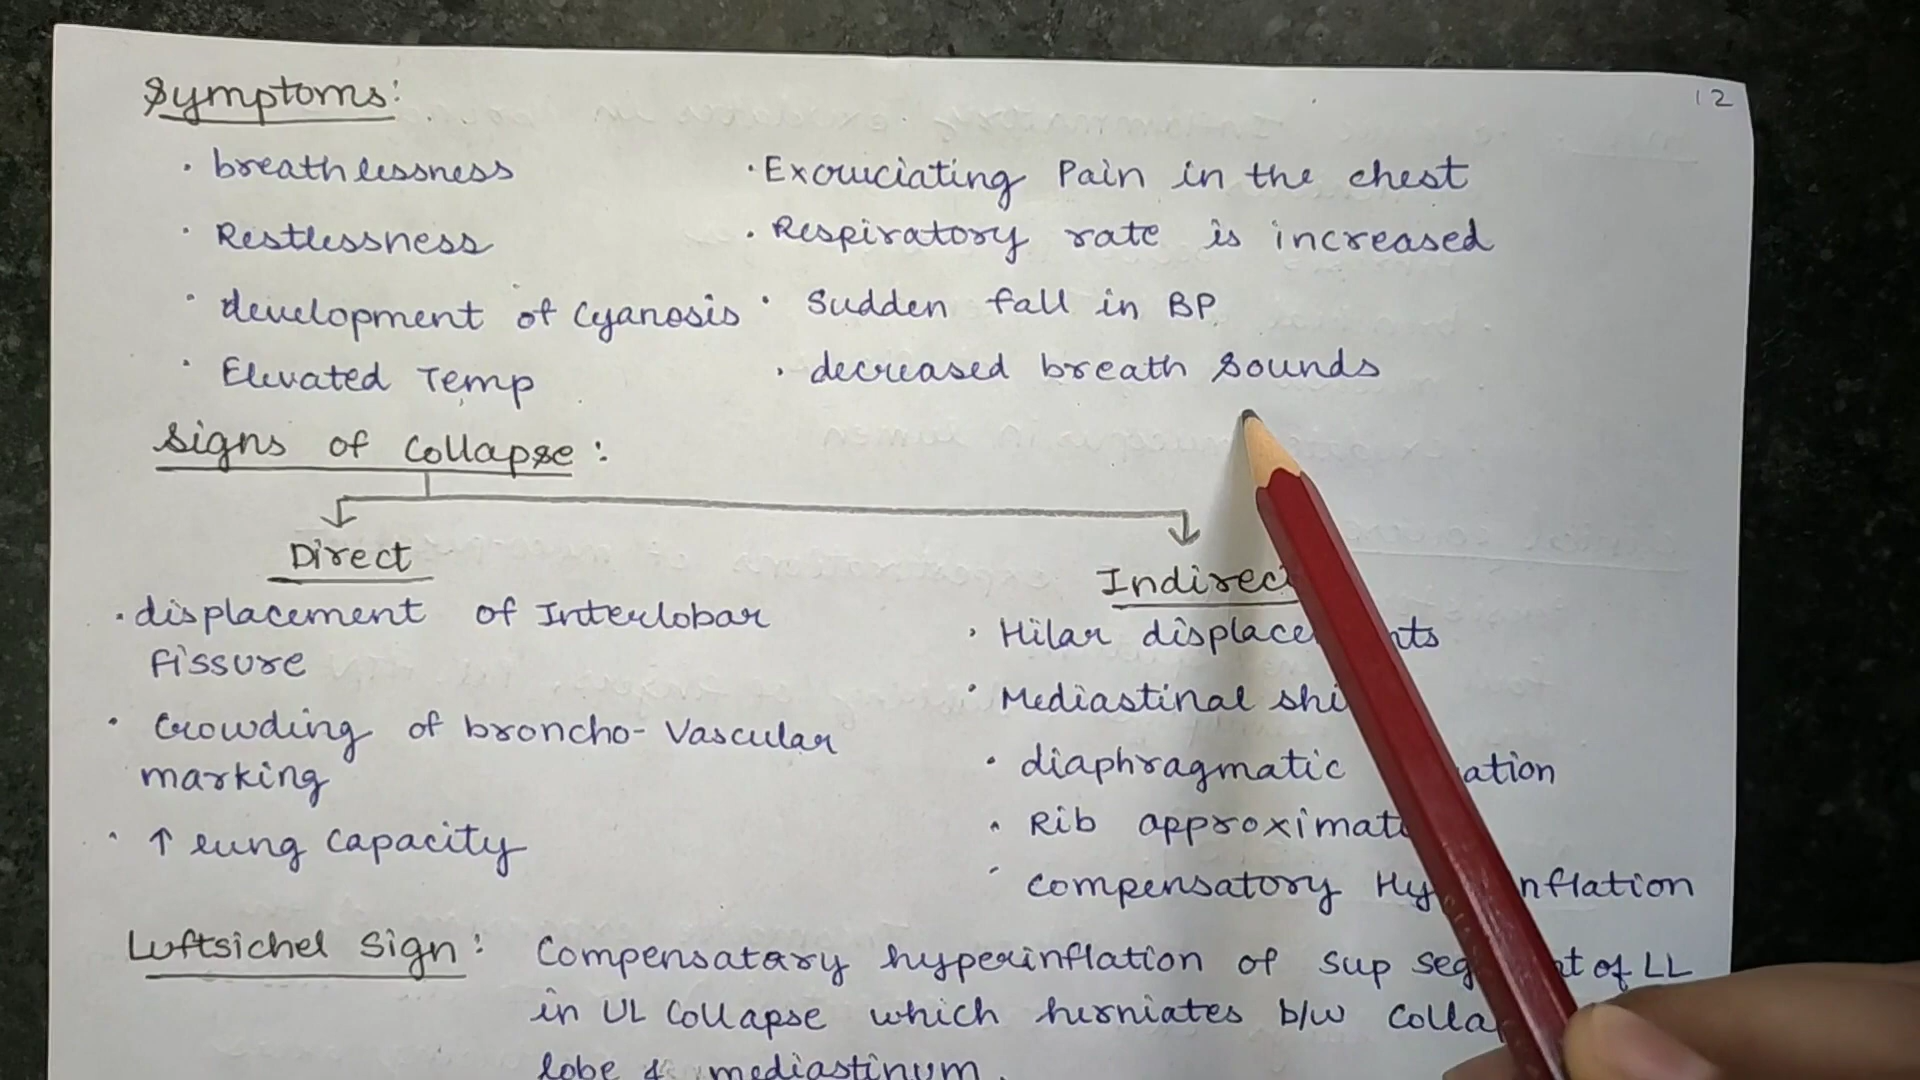 12
Symptoms:
· breathlessness
· Restlessness
· development of Cyanosis
· Elevated Temp
· Excruciating Pain in the chest
· Respiratory rate is increased
· Sudden fall in BP
· decreased breath sounds
Signs of Collapse:
Direct
· displacement of Interlobar
fissure
· Crowding of broncho-Vascular
marking
· ↑ lung capacity
Indirec
· Hilar displace nts
· Mediastinal shi
· diaphragmatic ation
· Rib approximat
· compensatory Hy nflation
Luftsichel Sign: Compensatary hyperinflation of Sup seg t of LL
in UL Collapse which herniates b/w Colla
lobe & mediastinum.